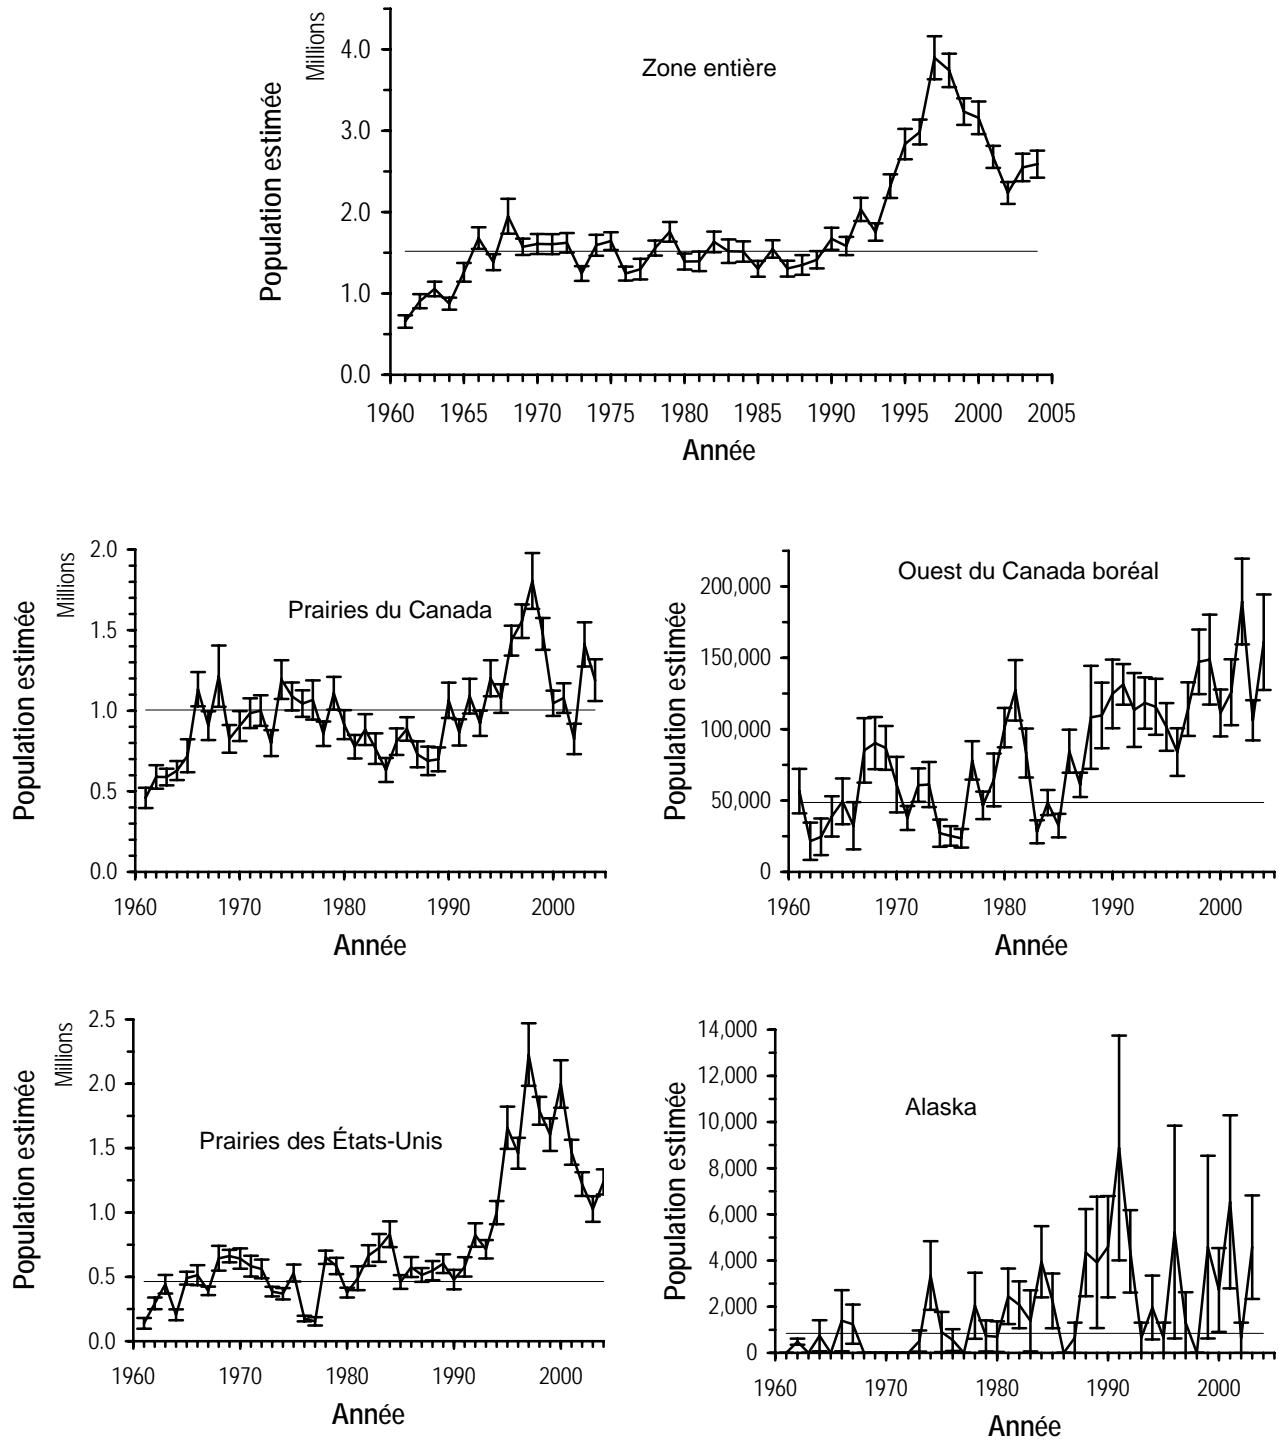 Zone entière
Millions
Population estimée
4.0
3.0
2.0
1.0
0.0
1960 1965 1970 1975 1980 1985 1990 1995 2000 2005
Année
Prairies du Canada
Millions
Population estimée
2.0
1.5
1.0
0.5
0.0
1960 1970 1980 1990 2000
Année
Ouest du Canada boréal
Population estimée
200,000
150,000
100,000
50,000
0
1960 1970 1980 1990 2000
Année
Prairies des États-Unis
Millions
Population estimée
2.5
2.0
1.5
1.0
0.5
0.0
1960 1970 1980 1990 2000
Année
Alaska
Population estimée
14,000
12,000
10,000
8,000
6,000
4,000
2,000
0
1960 1970 1980 1990 2000
Année